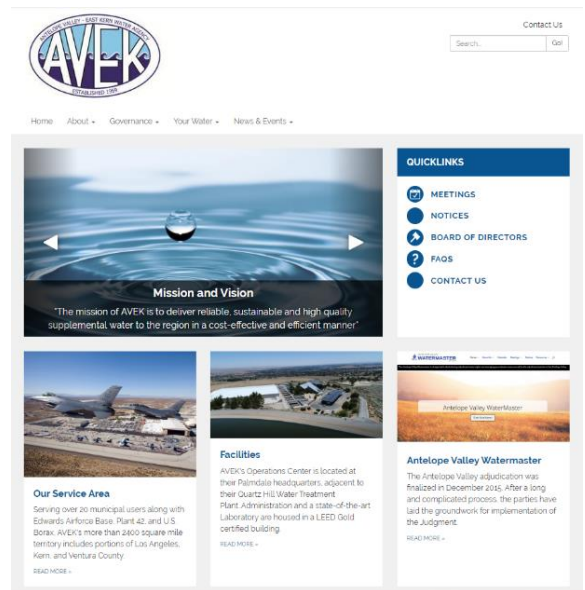 ANTELOPE VALLEY - EAST KERN WATER AGENCY
AVEK
Contact Us
Search...
Go!
Home About Governance Your Water News & Events
Mission and Vision
"The mission of AVEK is to deliver reliable, sustainable and high quality
supplemental water to the region in a cost-effective and efficient manner"
QUICKLINKS
MEETINGS
NOTICES
BOARD OF DIRECTORS
? FAQS
CONTACT US
Our Service Area
Serving over 20 municipal users along with
Edwards Airforce Base, Plant 42, and U.S.
Borax, AVEK's more than 2400 square mile
territory includes portions of Los Angeles,
Kern, and Ventura County.
READ MORE »
Facilities
AVEK's Operations Center is located at
their Palmdale headquarters, adjacent to
their Quartz Hill Water Treatment
Plant. Administration and a state-of-the-art
Laboratory are housed in a LEED Gold
certified building.
READ MORE »
WATERMASTER
Antelope Valley WaterMaster
Antelope Valley Watermaster
The Antelope Valley adjudication was
finalized in December 2015. After a long
and complicated process, the parties have
laid the groundwork for implementation of
the Judgment.
READ MORE »